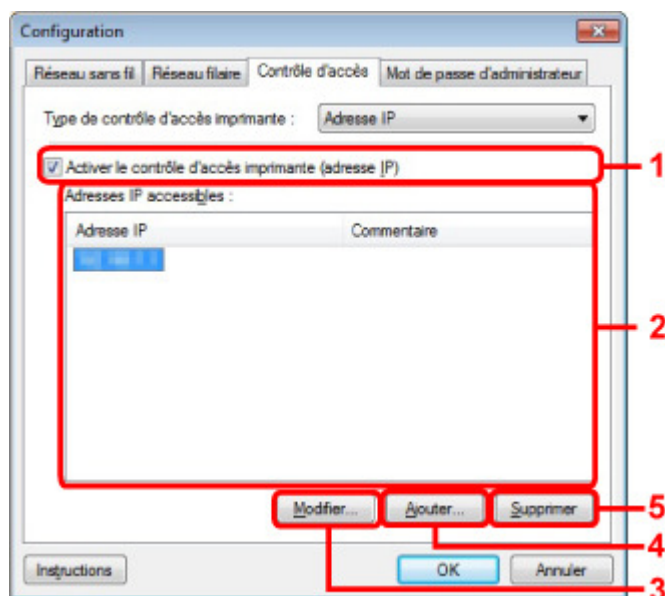 Configuration
Réseau sans fil Réseau filaire Contrôle d'accès Mot de passe d'administrateur
Type de contrôle d'accès imprimante : Adresse IP
Activer le contrôle d'accès imprimante (adresse IP) 1
Adresses IP accessibles :
Adresse IP Commentaire
2
Modifier... Ajouter... Supprimer 5
4
Instructions OK Annuler
3